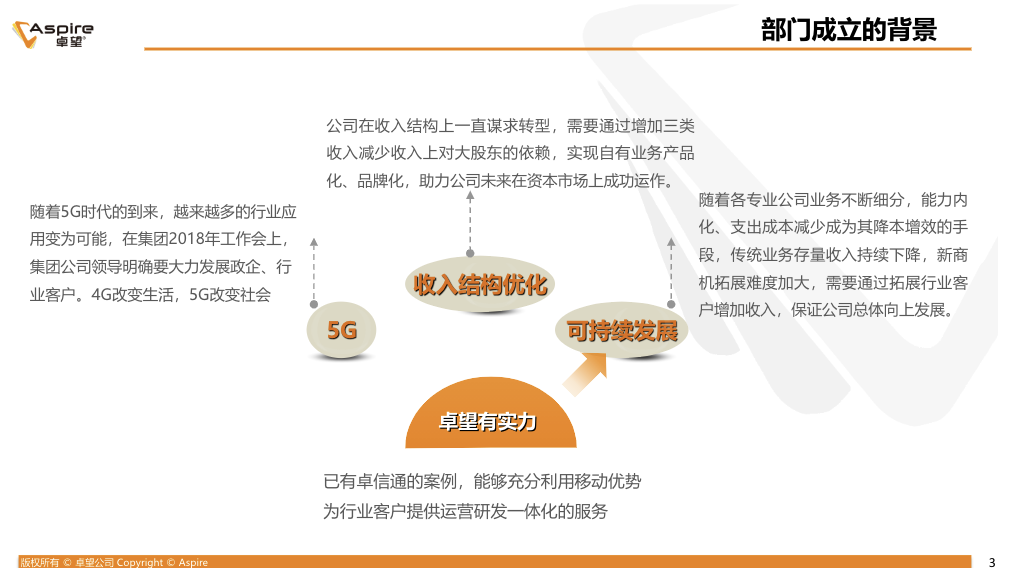 Aspire
卓望®
部门成立的背景
公司在收入结构上一直谋求转型，需要通过增加三类
收入减少收入上对大股东的依赖，实现自有业务产品
化、品牌化，助力公司未来在资本市场上成功运作。
随着5G时代的到来，越来越多的行业应
用变为可能，在集团2018年工作会上，
集团公司领导明确要大力发展政企、行
业客户。4G改变生活，5G改变社会
随着各专业公司业务不断细分，能力内
化、支出成本减少成为其降本增效的手
段，传统业务存量收入持续下降，新商
机拓展难度加大，需要通过拓展行业客
户增加收入，保证公司总体向上发展。
收入结构优化
5G
可持续发展
卓望有实力
已有卓信通的案例，能够充分利用移动优势
为行业客户提供运营研发一体化的服务
版权所有 © 卓望公司 Copyright © Aspire
3